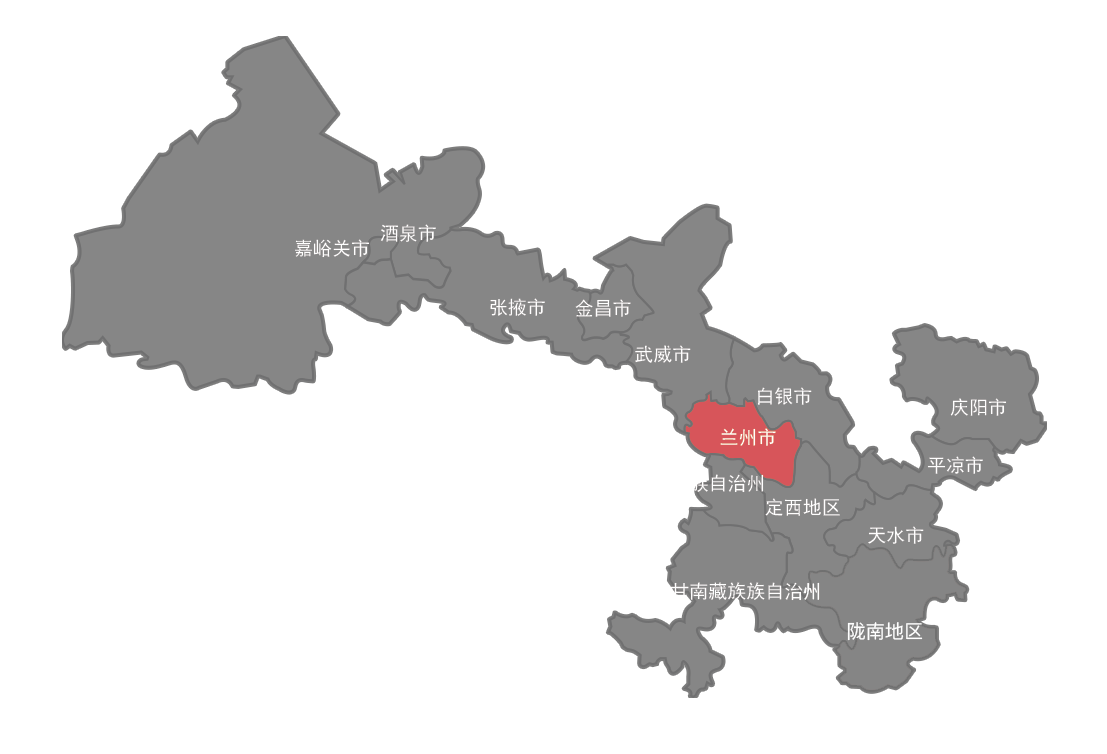 酒泉市
嘉峪关市
张掖市
金昌市
武威市
白银市
庆阳市
兰州市
平凉市
族自治州
定西地区
天水市
甘南藏族族自治州
陇南地区